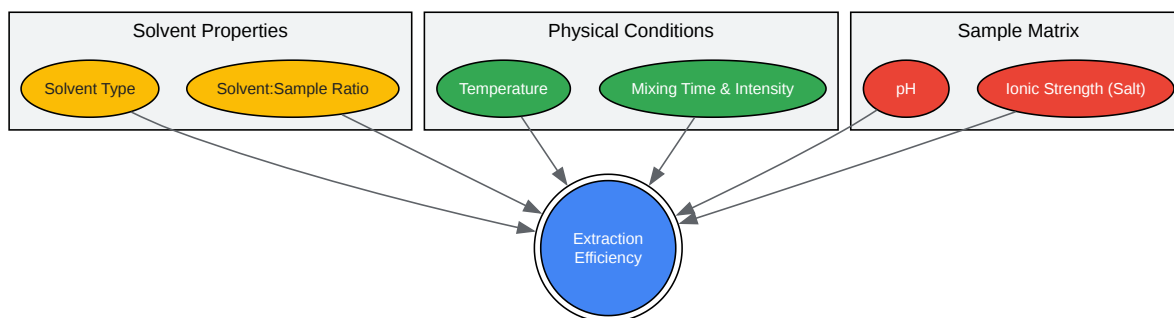 Solvent Properties
Physical Conditions
Sample Matrix
Solvent Type
Solvent:Sample Ratio
Temperature
Mixing Time & Intensity
pH
Ionic Strength (Salt)
Extraction
Efficiency